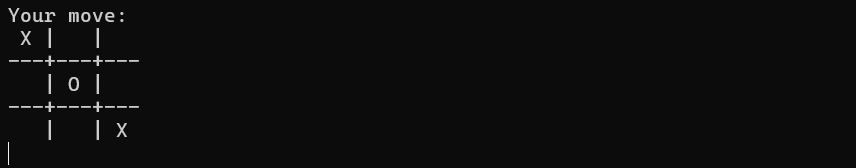 Your move:
 X |   |
---+---+---
   | O |
---+---+---
   |   | X